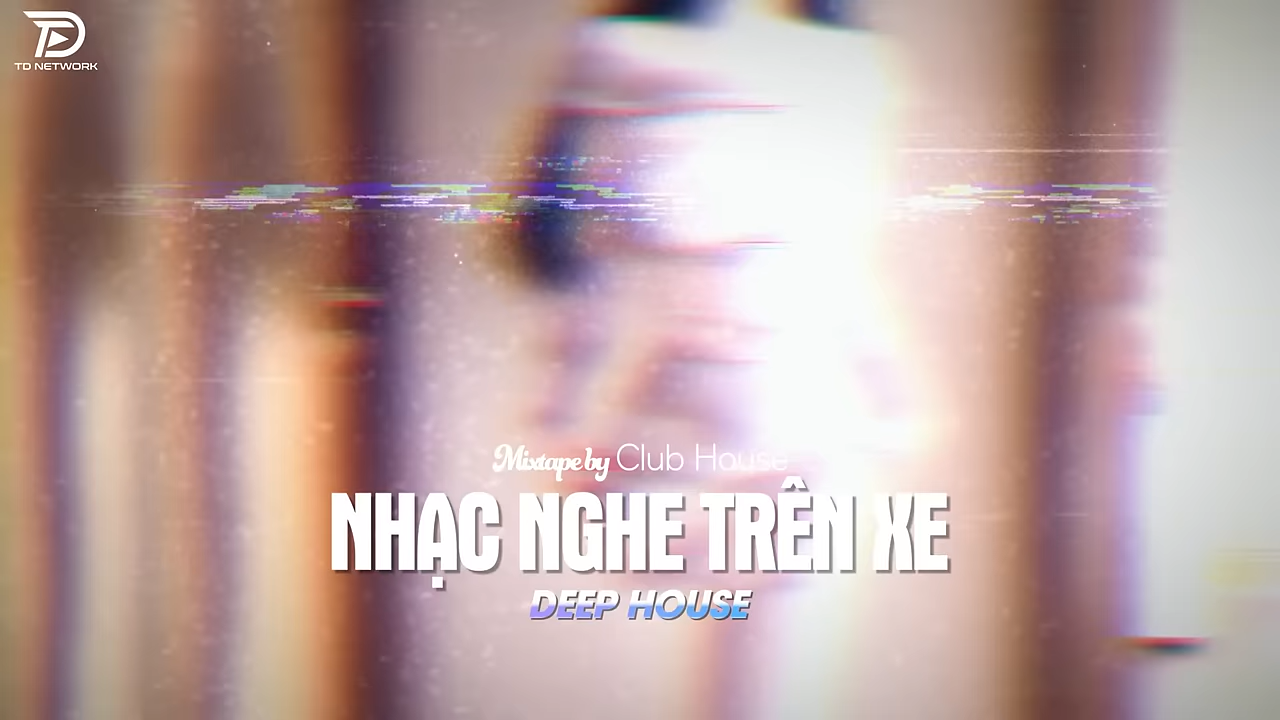 TD NETWORK
Mixtape by Club House
NHẠC NGHE TRÊN XE
DEEP HOUSE